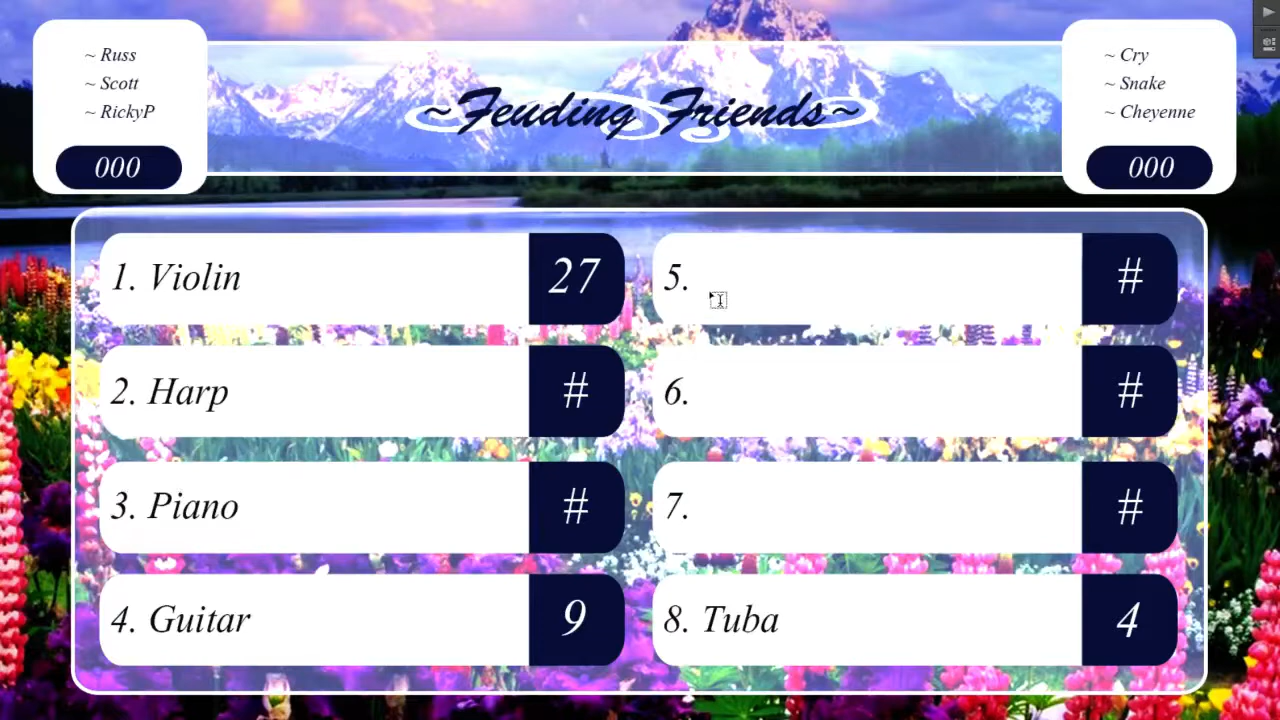 ~ Russ
~ Scott
~ RickyP
000
~Feuding Friends~
~ Cry
~ Snake
~ Cheyenne
000
1. Violin 27
2. Harp #
3. Piano #
4. Guitar 9
5. #
6. #
7. #
8. Tuba 4